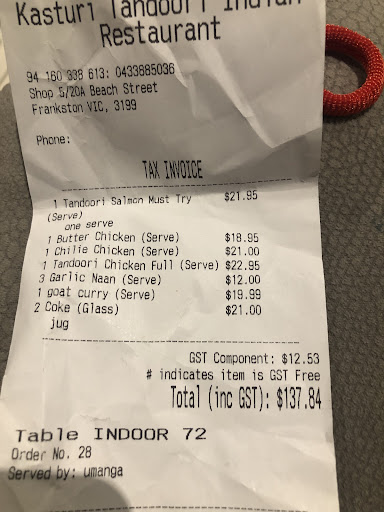 Kasturi Tandoori Indian
Restaurant
94 160 338 613: 0433685036
Shop 5/20A Beach Street
Frankston VIC, 3199
Phone:
TAX INVOICE
1 Tandoori Salmon Must Try $21.95
(Serve)
one serve
1 Butter Chicken (Serve) $18.95
1 Chilie Chicken (Serve) $21.00
1 Tandoori Chicken Full (Serve) $22.95
3 Garlic Naan (Serve) $12.00
1 goat curry (Serve) $19.99
2 Coke (Glass) $21.00
jug
GST Component: $12.53
# indicates item is GST Free
Total (inc GST): $137.84
Table INDOOR 72
Order No. 28
Served by: umanga